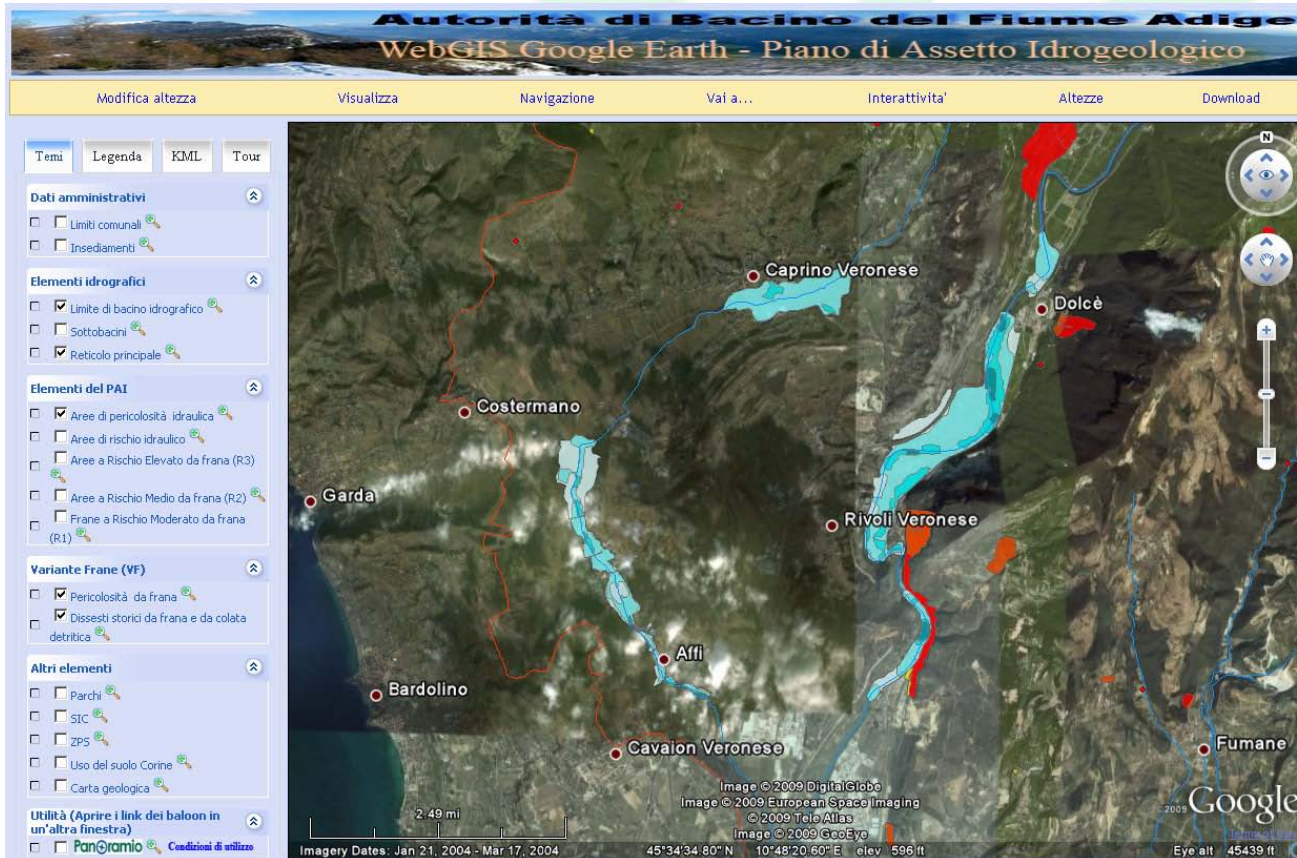 Autorità di Bacino del Fiume Adige
WebGIS Google Earth - Piano di Assetto Idrogeologico
Modifica altezza Visualizza Navigazione Vai a... Interattivita' Altezze Download
Temi Legenda KML Tour
Dati amministrativi
Limiti comunali
Insediamenti
Elementi idrografici
Limite di bacino idrografico
Sottobacini
Reticolo principale
Elementi del PAI
Aree di pericolosità idraulica
Aree di rischio idraulico
Aree a Rischio Elevato da frana (R3)
Aree a Rischio Medio da frana (R2)
Frane a Rischio Moderato da frana
(R1)
Variante Frane (VF)
Pericolosità da frana
Dissesti storici da frana e da colata
detritica
Altri elementi
Parchi
SIC
ZPS
Uso del suolo Corine
Carta geologica
Utilità (Aprire i link dei baloon in
un'altra finestra)
Panoramio Condizioni di utilizzo
N
Caprino Veronese
Dolcè
Costermano
Garda
Rivoli Veronese
Affi
Bardolino
Cavaion Veronese
Fumane
Image © 2009 DigitalGlobe
Image © 2009 European Space Imaging
© 2009 Tele Atlas
Image © 2009 GeoEye
©2009 Google
2.49 mi
Imagery Dates: Jan 21, 2004 - Mar 17, 2004 45°34'34.80" N 10°48'20.60" E elev 596 ft Eye alt 45439 ft